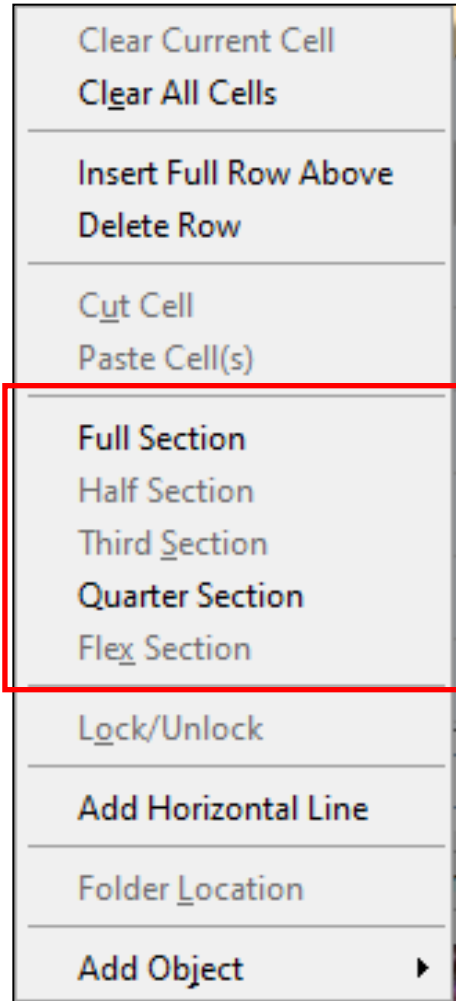 Clear Current Cell
Clear All Cells
Insert Full Row Above
Delete Row
Cut Cell
Paste Cell(s)
Full Section
Half Section
Third Section
Quarter Section
Flex Section
Lock/Unlock
Add Horizontal Line
Folder Location
Add Object